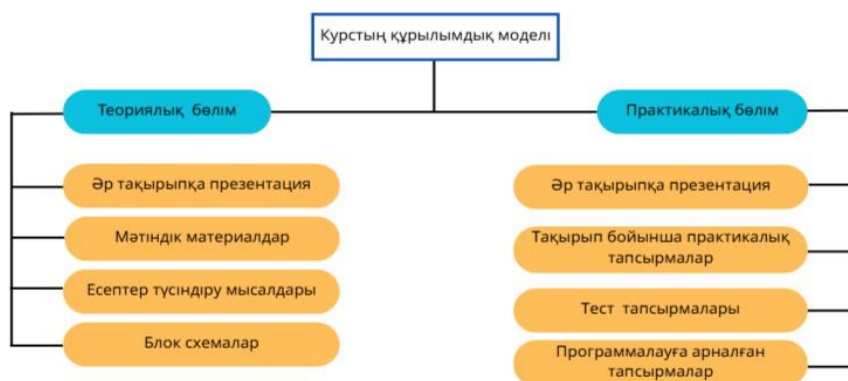 Курстың құрылымдық моделі
Теориялық бөлім
Әр тақырыпқа презентация
Мәтіндік материалдар
Есептер түсіндіру мысалдары
Блок схемалар
Практикалық бөлім
Әр тақырыпқа презентация
Тақырып бойынша практикалық
тапсырмалар
Тест тапсырмалары
Программалауға арналған
тапсырмалар